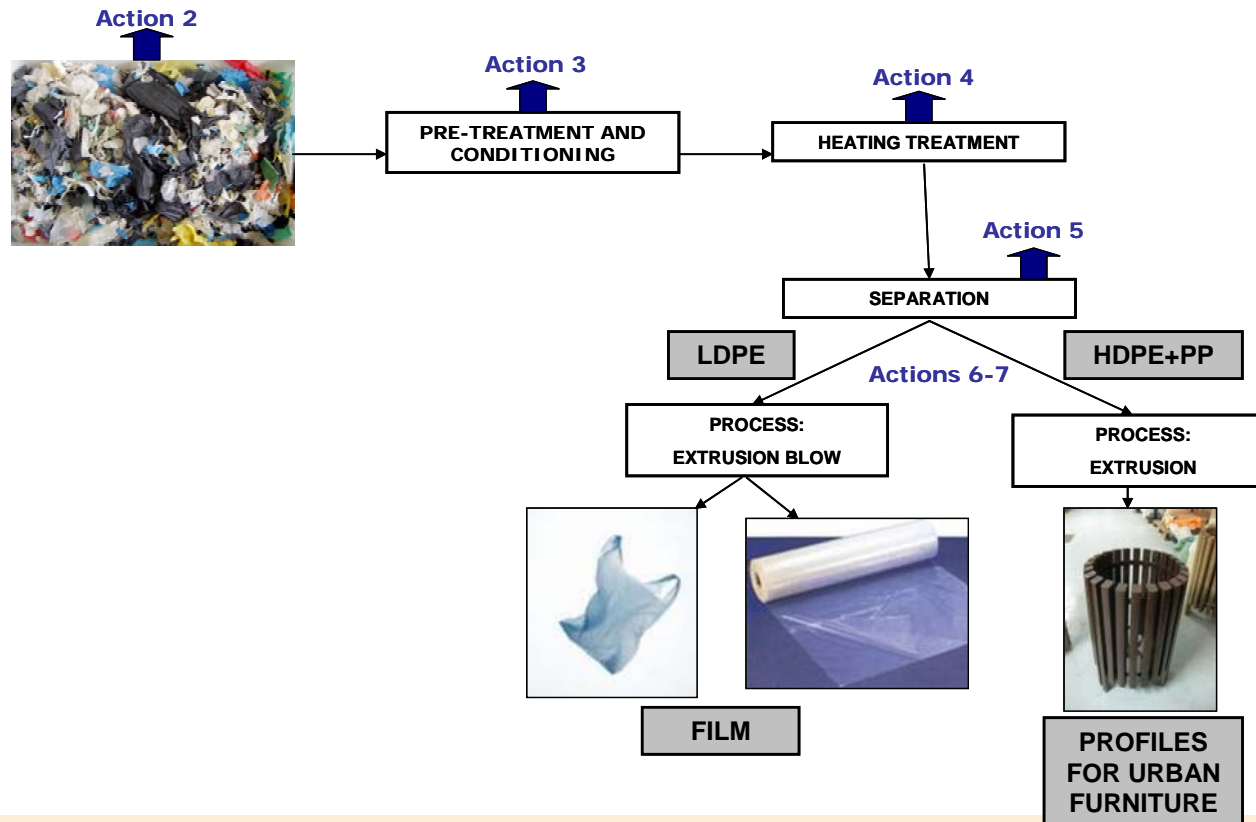 Action 2
Action 3
Action 4
PRE-TREATMENT AND
CONDITIONING
HEATING TREATMENT
Action 5
SEPARATION
LDPE
HDPE+PP
Actions 6-7
PROCESS:
EXTRUSION BLOW
PROCESS:
EXTRUSION
FILM
PROFILES
FOR URBAN
FURNITURE